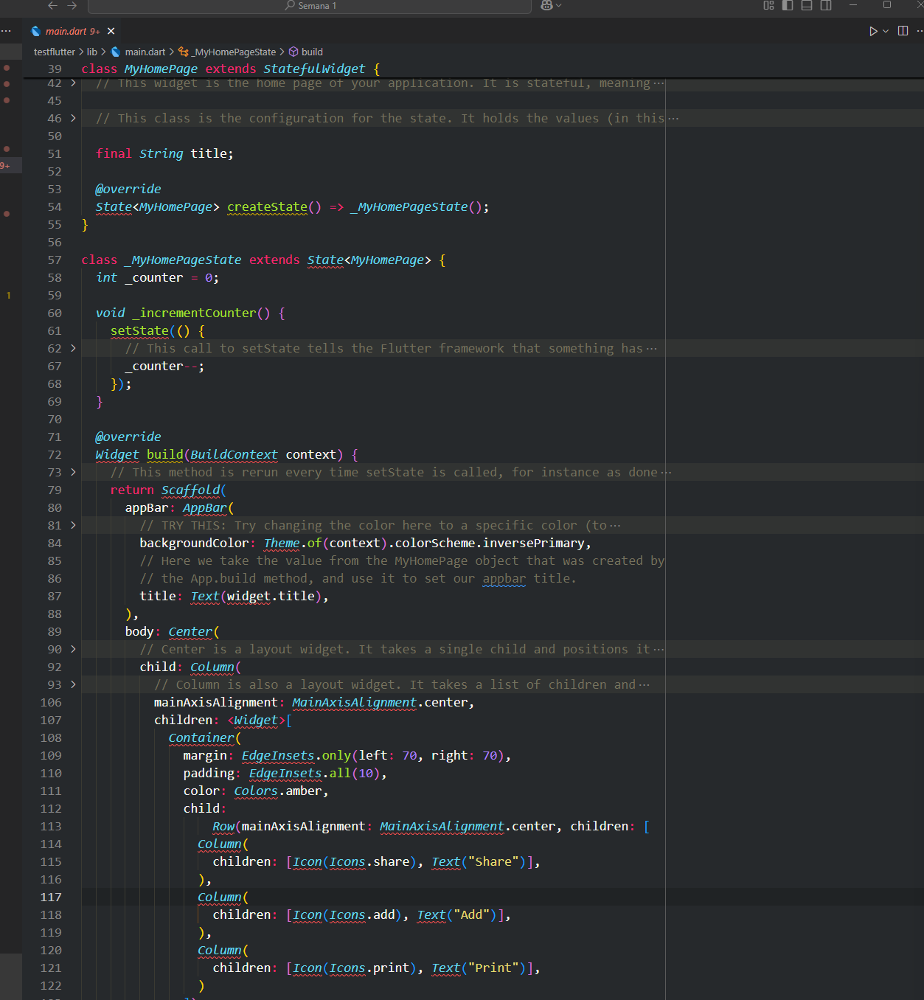 Semana 1
main.dart 9+
testflutter > lib > main.dart > _MyHomePageState > build
39 class MyHomePage extends StatefulWidget {
42 // This widget is the home page of your application. It is stateful, meaning···
45
46 // This class is the configuration for the state. It holds the values (in this···
50
51 final String title;
52
9+
53 @override
54 State<MyHomePage> createState() => _MyHomePageState();
55 }
56
57 class _MyHomePageState extends State<MyHomePage> {
58 int _counter = 0;
59
1
60 void _incrementCounter() {
61 setState(() {
62 // This call to setState tells the Flutter framework that something has···
67 _counter--;
68 });
69 }
70
71 @override
72 Widget build(BuildContext context) {
73 // This method is rerun every time setState is called, for instance as done···
79 return Scaffold(
80 appBar: AppBar(
81 // TRY THIS: Try changing the color here to a specific color (to···
84 backgroundColor: Theme.of(context).colorScheme.inversePrimary,
85 // Here we take the value from the MyHomePage object that was created by
86 // the App.build method, and use it to set our appbar title.
87 title: Text(widget.title),
88 ),
89 body: Center(
90 // Center is a layout widget. It takes a single child and positions it···
92 child: Column(
93 // Column is also a layout widget. It takes a list of children and···
106 mainAxisAlignment: MainAxisAlignment.center,
107 children: <Widget>[
108 Container(
109 margin: EdgeInsets.only(left: 70, right: 70),
110 padding: EdgeInsets.all(10),
111 color: Colors.amber,
112 child:
113 Row(mainAxisAlignment: MainAxisAlignment.center, children: [
114 Column(
115 children: [Icon(Icons.share), Text("Share")],
116 ),
117 Column(
118 children: [Icon(Icons.add), Text("Add")],
119 ),
120 Column(
121 children: [Icon(Icons.print), Text("Print")],
122 )